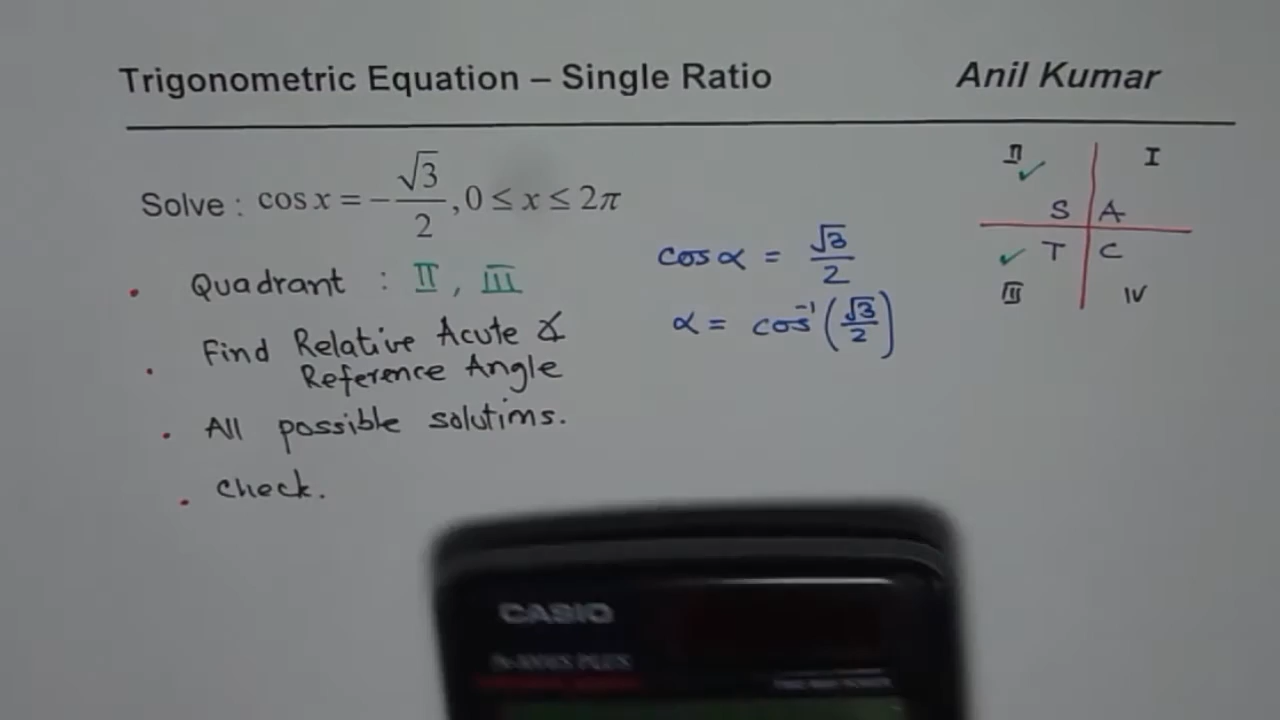 Trigonometric Equation – Single Ratio
Anil Kumar
Solve : cos x = −√3/2 , 0 ≤ x ≤ 2π
• Quadrant : II , III
• Find Relative Acute ∡
Reference Angle
• All possible solutims.
• Check.
cos α = √3/2
α = cos⁻¹(√3/2)
II ✓ I
S A
✓ T C
III IV
CASIO